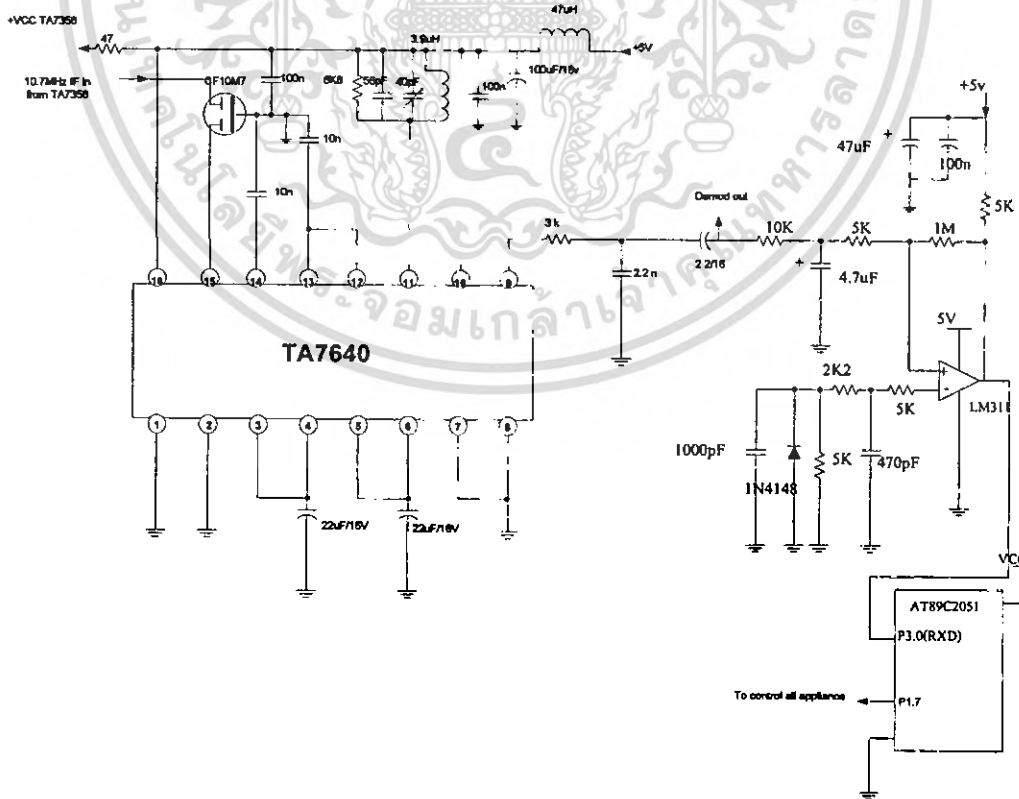 +VCC TA7358
47
10.7MHz IF In
from TA7358
SF10M7
100n
10n
10n
6K8
56pF
40pF
3.9uH
100n
100uF/16v
47uH
+5V
16
15
14
13
12
11
10
9
TA7640
1
2
3
4
5
6
7
8
22uF/16V
22uF/16V
3k
2.2n
Demod out
2.2/16
10K
+
4.7uF
5K
1M
+5v
+
47uF
100n
5K
5V
+
-
LM311
2K2
5K
1000pF
1N4148
5K
470pF
AT89C2051
P3.0(RXD)
To control all appliance
P1.7